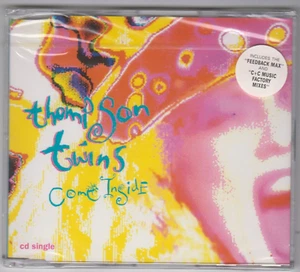 thompson
twins
Come Inside
cd single
INCLUDES THE
"FEEDBACK MAX"
AND
"C+C MUSIC
FACTORY
MIXES"